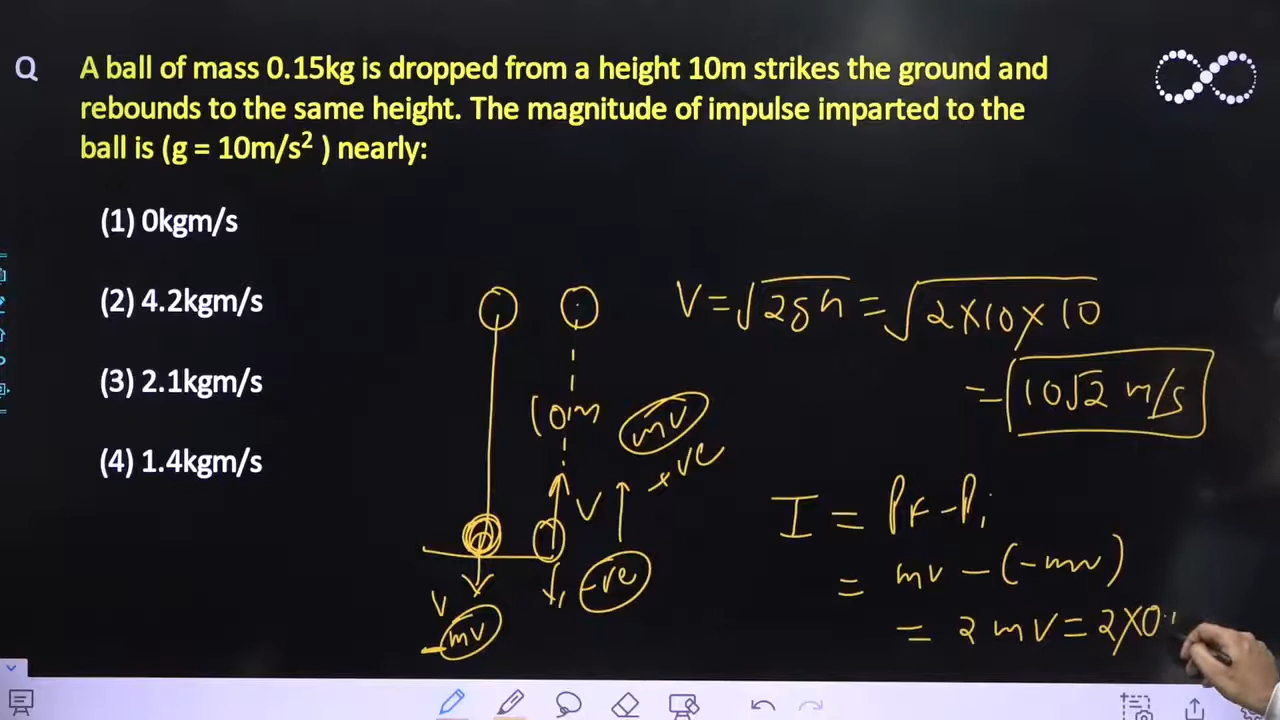 Q A ball of mass 0.15kg is dropped from a height 10m strikes the ground and
rebounds to the same height. The magnitude of impulse imparted to the
ball is (g = 10m/s² ) nearly:
(1) 0kgm/s
(2) 4.2kgm/s
(3) 2.1kgm/s
(4) 1.4kgm/s
V = √2gh = √2×10×10
= 10√2 m/s
10m
mv
+ve
V
-ve
V
-mv
I = PF - Pi
= mv - (-mv)
= 2mV = 2×0.